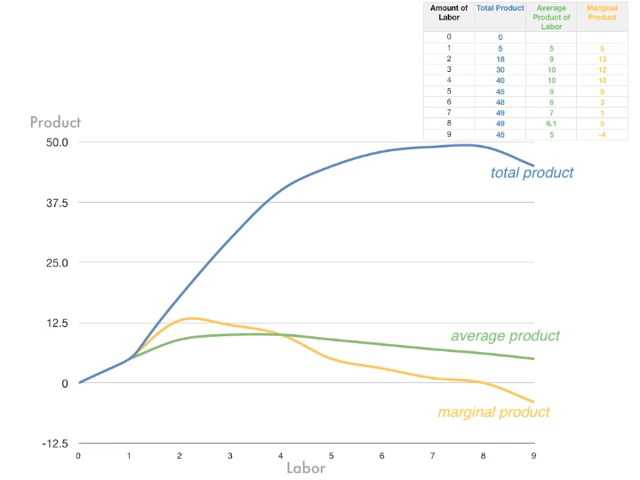 Amount of Labor Total Product Average Product of Labor Marginal Product
0 0
1 5 5 5
2 18 9 13
3 30 10 12
4 40 10 10
5 45 9 5
6 48 8 3
7 49 7 1
8 49 6.1 0
9 45 5 -4
Product
50.0
total product
37.5
25.0
12.5
average product
0
marginal product
-12.5
0 1 2 3 4 5 6 7 8 9
Labor